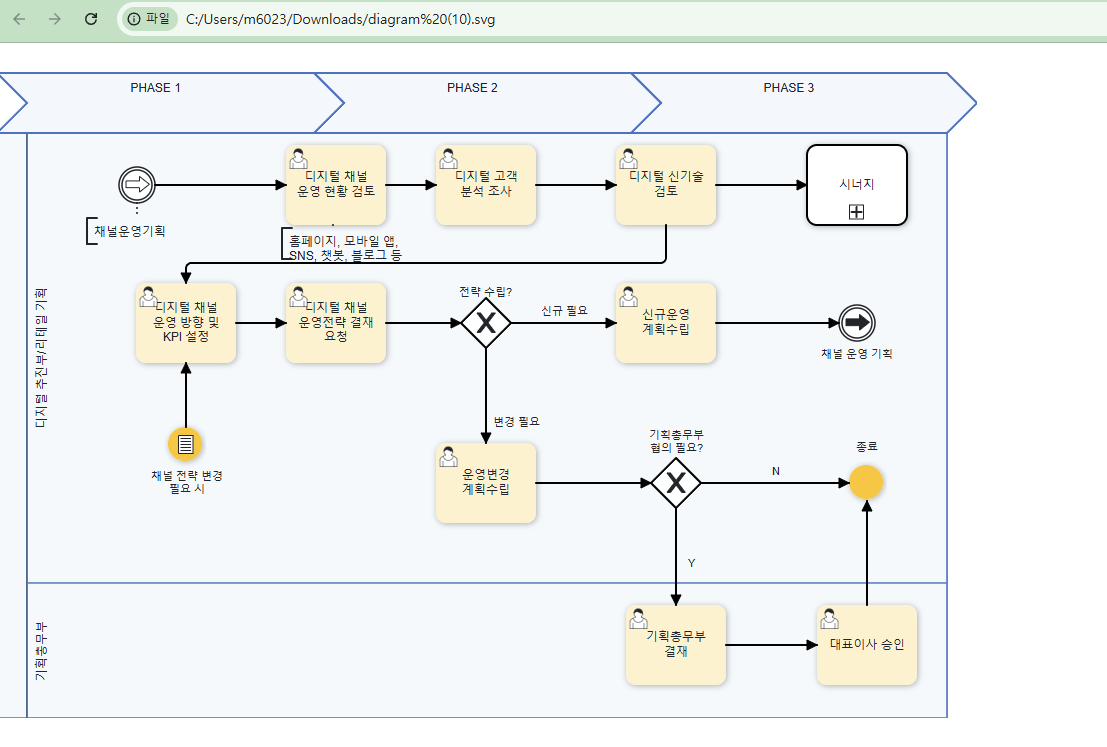 파일
C:/Users/m6023/Downloads/diagram%20(10).svg
PHASE 1
PHASE 2
PHASE 3
디지털 채널
운영 현황 검토
디지털 고객
분석 조사
디지털 신기술
검토
시너지
채널운영기획
홈페이지, 모바일 앱,
SNS, 챗봇, 블로그 등
디지털 추진부/리테일 기획
디지털 채널
운영 방향 및
KPI 설정
디지털 채널
운영전략 결재
요청
전략 수립?
신규 필요
신규운영
계획수립
채널 운영 기획
변경 필요
채널 전략 변경
필요 시
운영변경
계획수립
기획총무부
협의 필요?
N
종료
Y
기획총무부
기획총무부
결재
대표이사 승인